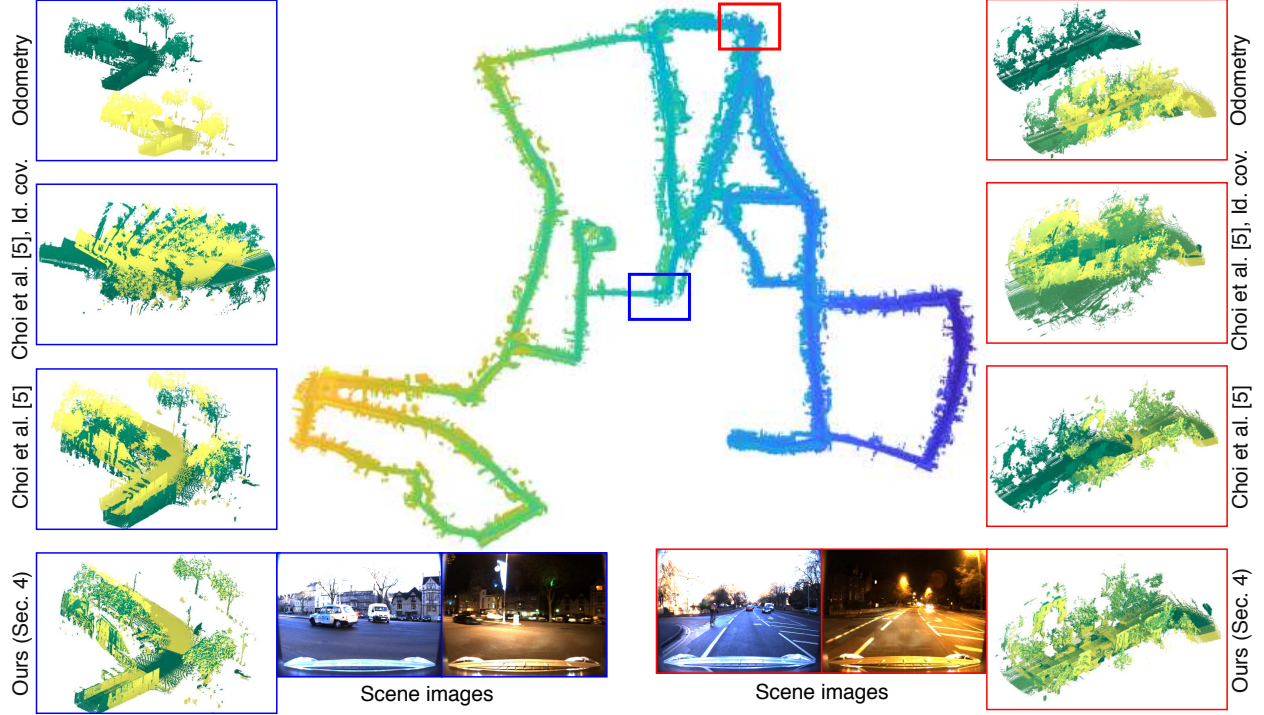 Odometry
Choi et al. [5], Id. cov.
Choi et al. [5]
Ours (Sec. 4)
Scene images
Scene images
Odometry
Choi et al. [5], Id. cov.
Choi et al. [5]
Ours (Sec. 4)